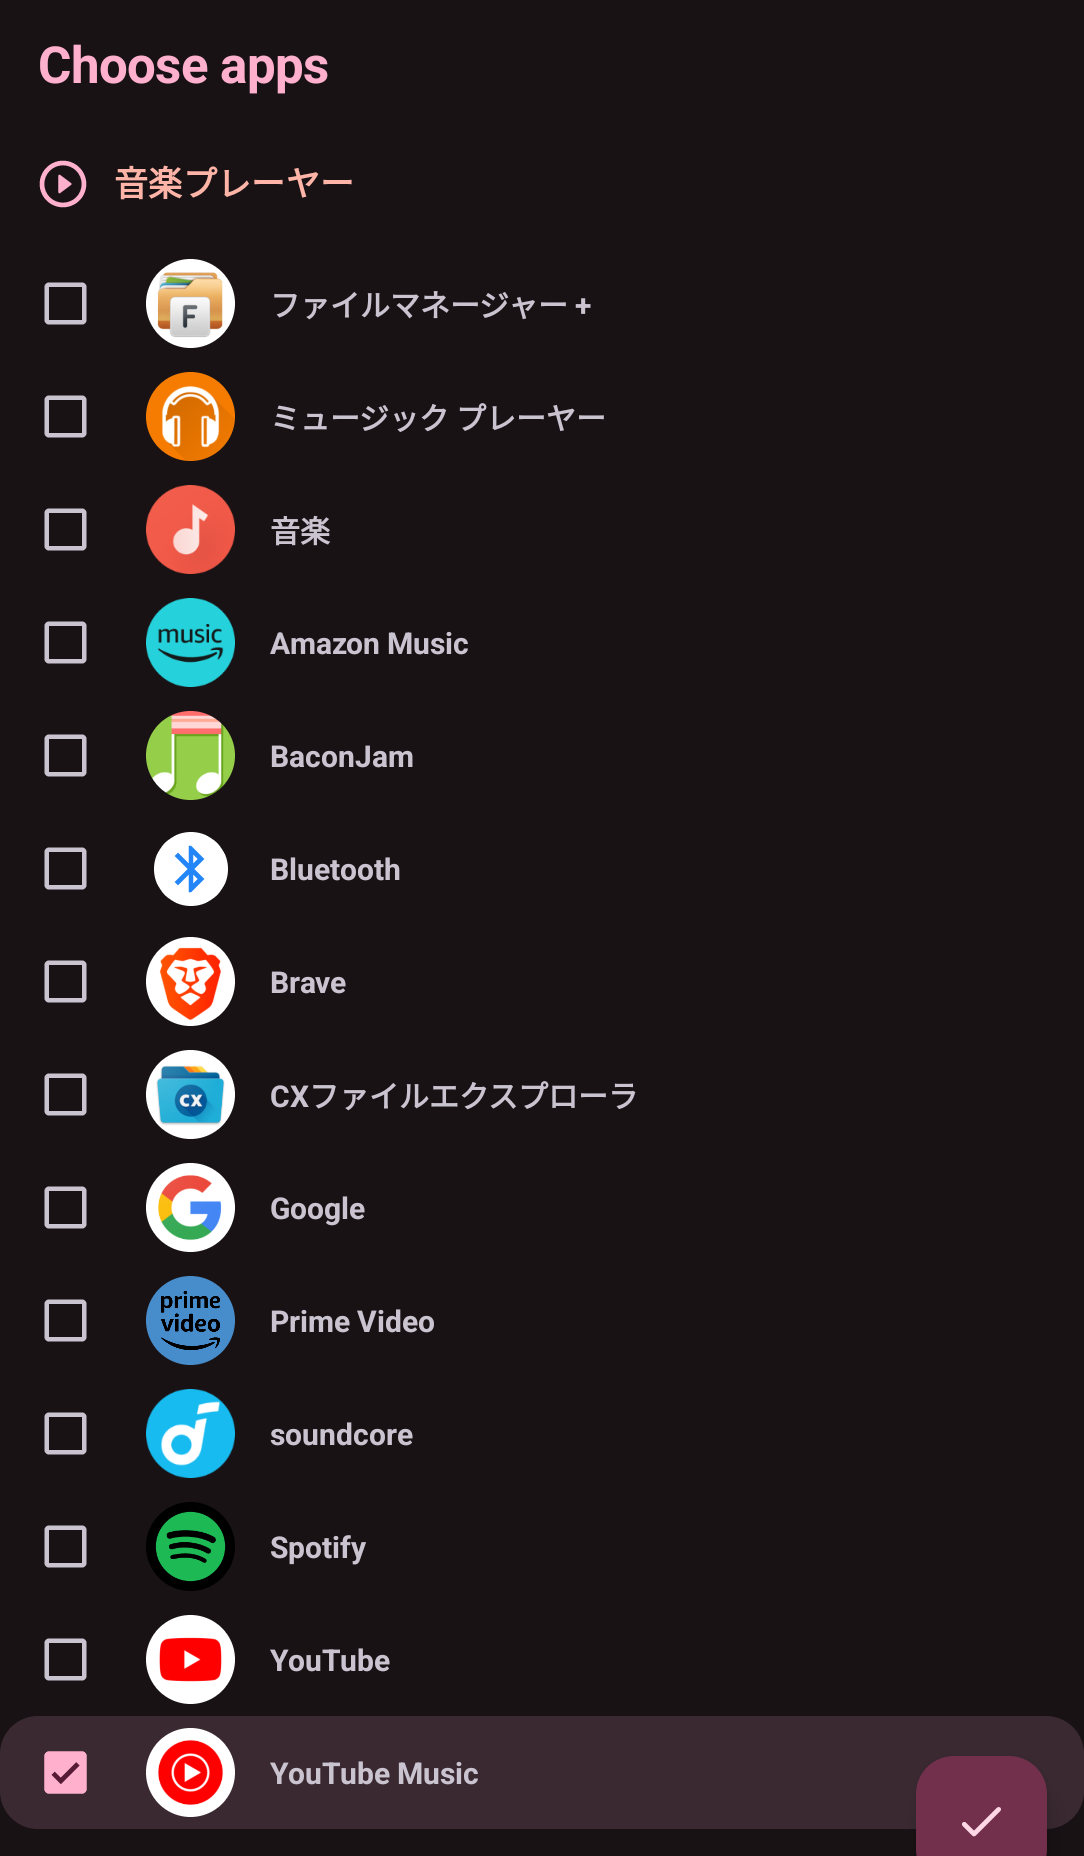 Choose apps
音楽プレーヤー
F
ファイルマネージャー +
ミュージック プレーヤー
音楽
music
Amazon Music
BaconJam
Bluetooth
Brave
cx
CXファイルエクスプローラ
G
Google
prime
video
Prime Video
soundcore
Spotify
YouTube
YouTube Music